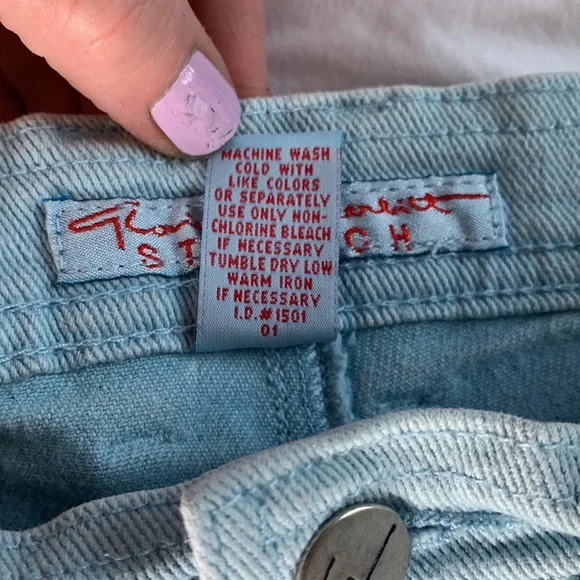 MACHINE WASH
COLD WITH
LIKE COLORS
OR SEPARATELY
USE ONLY NON-
CHLORINE BLEACH
IF NECESSARY
TUMBLE DRY LOW
WARM IRON
IF NECESSARY
I.D.#1501
01